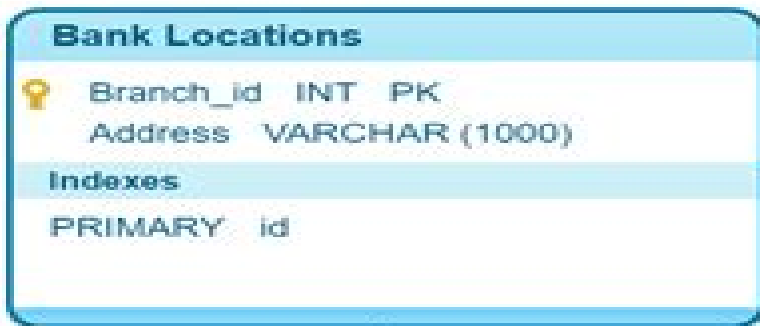 Bank Locations
Branch_id INT PK
Address VARCHAR (1000)
Indexes
PRIMARY id